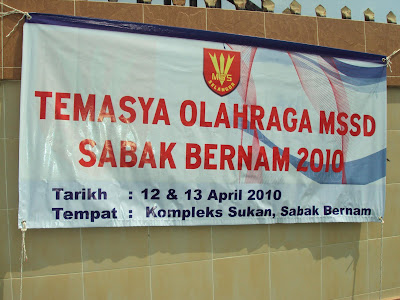 MSS
SELANGOR
TEMASYA OLAHRAGA MSSD
SABAK BERNAM 2010
Tarikh : 12 & 13 April 2010
Tempat : Kompleks Sukan, Sabak Bernam